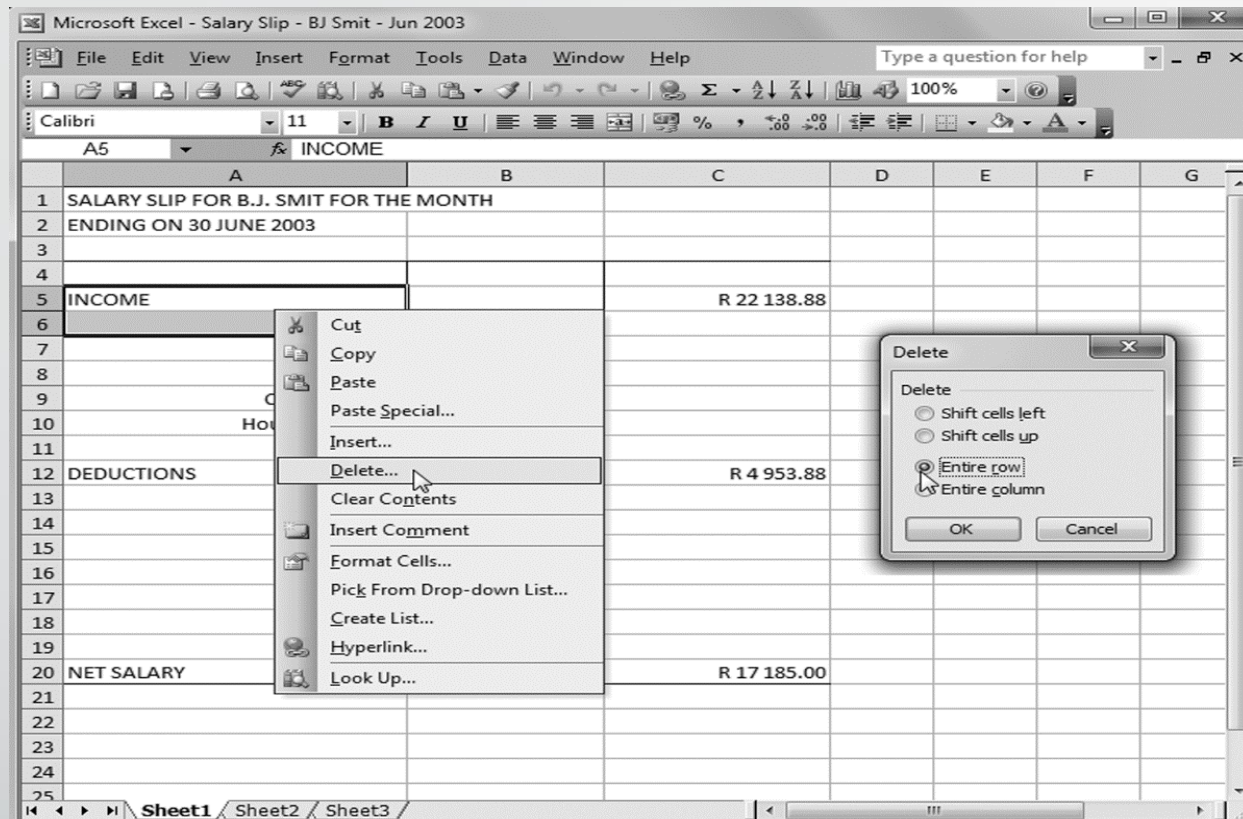 Microsoft Excel - Salary Slip - BJ Smit - Jun 2003
File Edit View Insert Format Tools Data Window Help Type a question for help
100%
Calibri 11 B I U % , A
A5 fx INCOME
A B C D E F G
1 SALARY SLIP FOR B.J. SMIT FOR THE MONTH
2 ENDING ON 30 JUNE 2003
3
4
5 INCOME R 22 138.88
6
7
8
9
10
11
12 DEDUCTIONS R 4 953.88
13
14
15
16
17
18
19
20 NET SALARY R 17 185.00
21
22
23
24
25
Cut
Copy
Paste
Paste Special...
Insert...
Delete...
Clear Contents
Insert Comment
Format Cells...
Pick From Drop-down List...
Create List...
Hyperlink...
Look Up...
Delete
Delete
Shift cells left
Shift cells up
Entire row
Entire column
OK Cancel
Sheet1 Sheet2 Sheet3